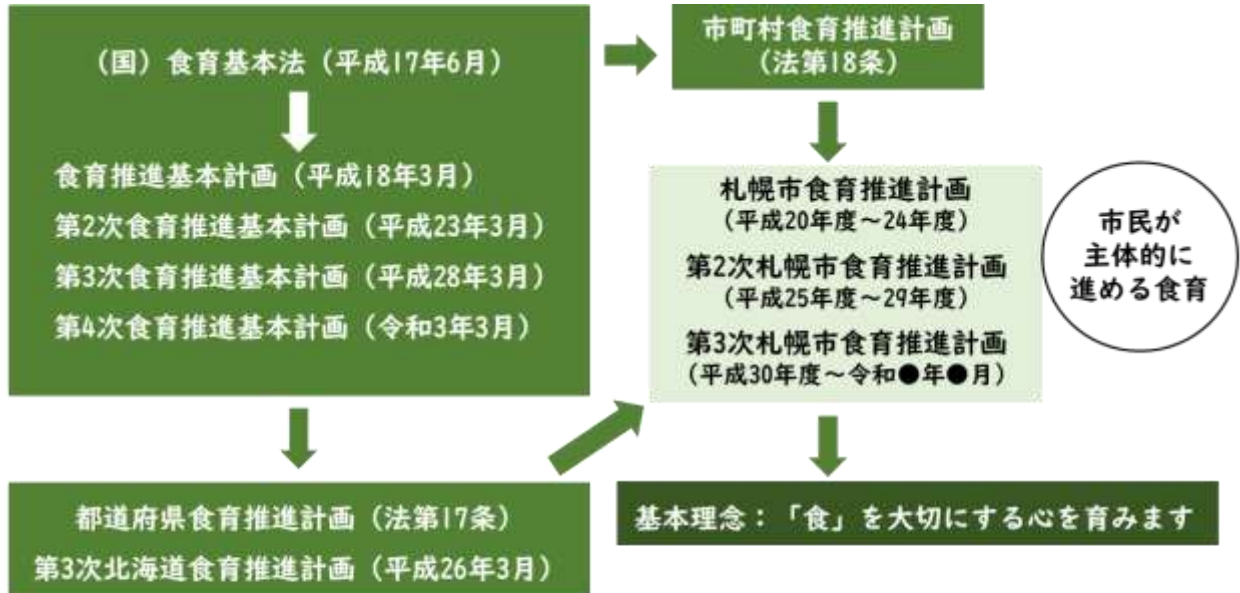 （国）食育基本法（平成17年6月）
食育推進基本計画（平成18年3月）
第2次食育推進基本計画（平成23年3月）
第3次食育推進基本計画（平成28年3月）
第4次食育推進基本計画（令和3年3月）
市町村食育推進計画
（法第18条）
札幌市食育推進計画
（平成20年度～24年度）
第2次札幌市食育推進計画
（平成25年度～29年度）
第3次札幌市食育推進計画
（平成30年度～令和●年●月）
市民が
主体的に
進める食育
都道府県食育推進計画（法第17条）
第3次北海道食育推進計画（平成26年3月）
基本理念：「食」を大切にする心を育みます